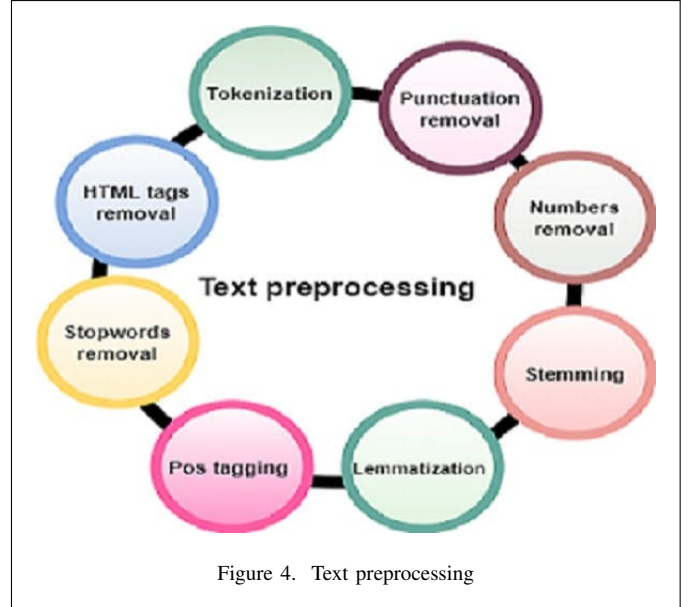 Tokenization
Punctuation
removal
Numbers
removal
Stemming
Lemmatization
Pos tagging
Stopwords
removal
HTML tags
removal
Text preprocessing
Figure 4. Text preprocessing